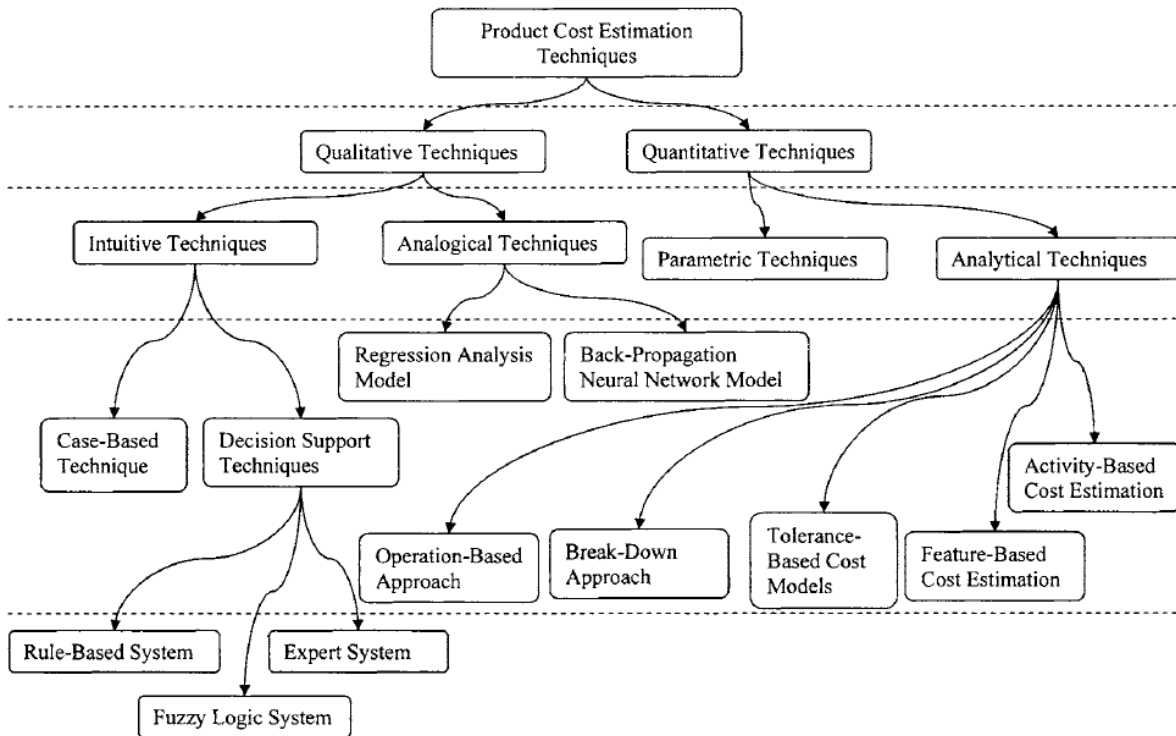 Product Cost Estimation
Techniques
Qualitative Techniques
Quantitative Techniques
Intuitive Techniques
Analogical Techniques
Parametric Techniques
Analytical Techniques
Regression Analysis
Model
Back-Propagation
Neural Network Model
Case-Based
Technique
Decision Support
Techniques
Activity-Based
Cost Estimation
Operation-Based
Approach
Break-Down
Approach
Tolerance-
Based Cost
Models
Feature-Based
Cost Estimation
Rule-Based System
Expert System
Fuzzy Logic System